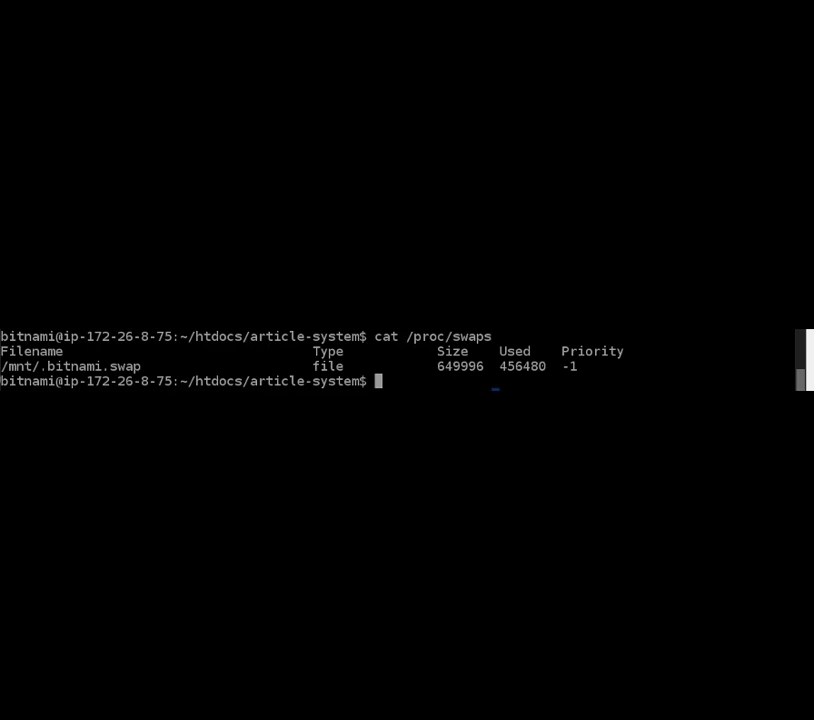 bitnami@ip-172-26-8-75:~/htdocs/article-system$ cat /proc/swaps
Filename Type Size Used Priority
/mnt/.bitnami.swap file 649996 456480 -1
bitnami@ip-172-26-8-75:~/htdocs/article-system$